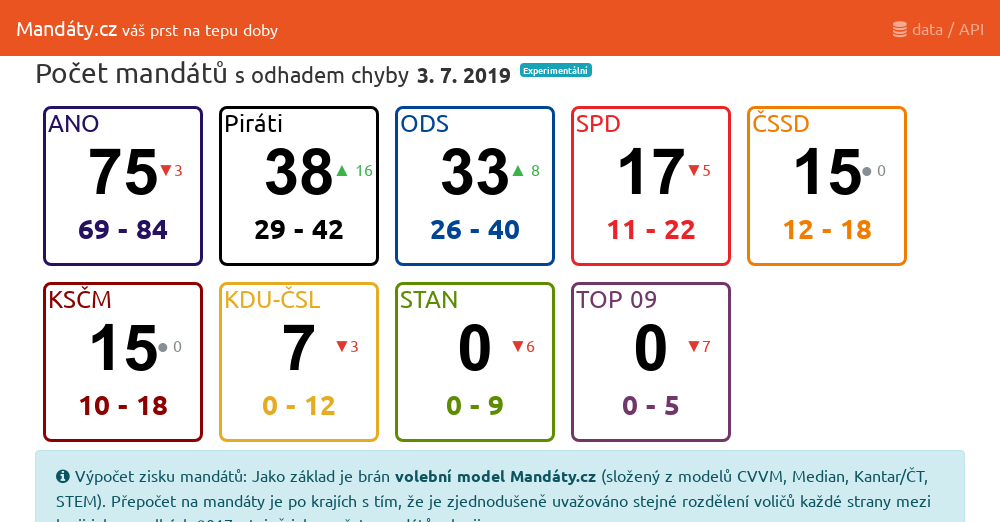 Mandáty.cz váš prst na tepu doby
data / API
Počet mandátů s odhadem chyby 3. 7. 2019 Experimentální
ANO
75 ▼3
69 - 84
Piráti
38 ▲ 16
29 - 42
ODS
33 ▲ 8
26 - 40
SPD
17 ▼5
11 - 22
ČSSD
15 ● 0
12 - 18
KSČM
15 ● 0
10 - 18
KDU-ČSL
7 ▼3
0 - 12
STAN
0 ▼6
0 - 9
TOP 09
0 ▼7
0 - 5
Výpočet zisku mandátů: Jako základ je brán volební model Mandáty.cz (složený z modelů CVVM, Median, Kantar/ČT,
STEM). Přepočet na mandáty je po krajích s tím, že je zjednodušeně uvažováno stejné rozdělení voličů každé strany mezi